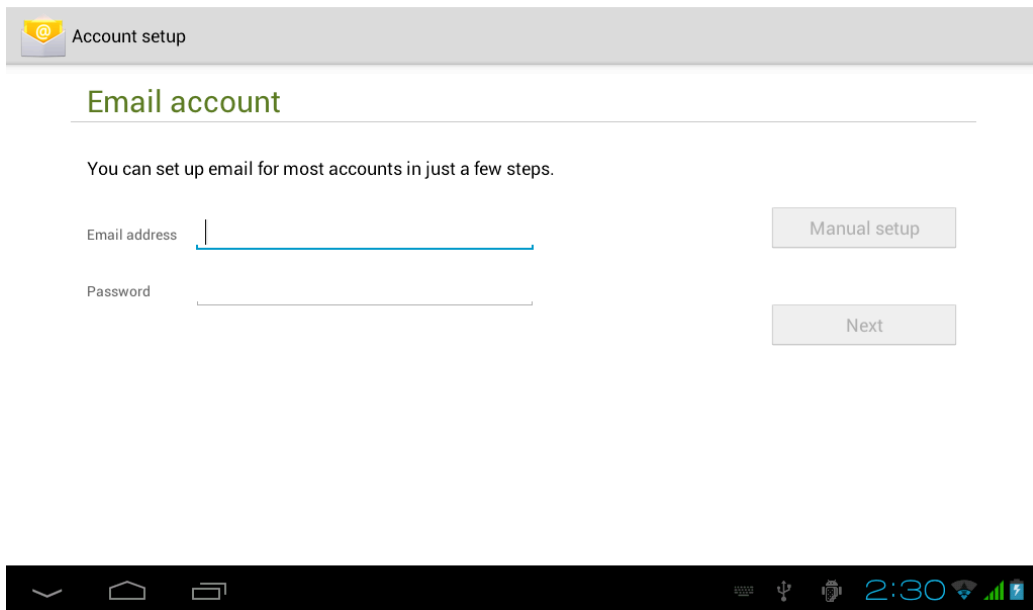 Account setup
Email account
You can set up email for most accounts in just a few steps.
Email address
Manual setup
Password
Next
2:30